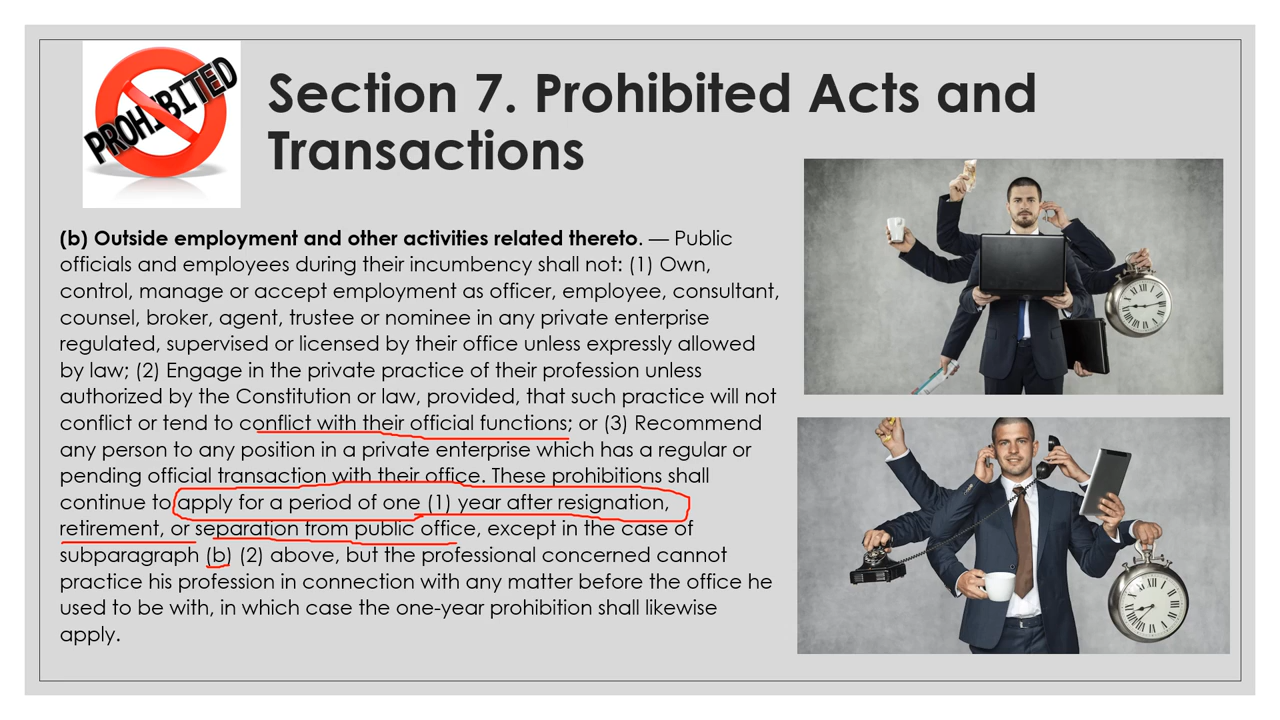 PROHIBITED
Section 7. Prohibited Acts and
Transactions
(b) Outside employment and other activities related thereto. — Public
officials and employees during their incumbency shall not: (1) Own,
control, manage or accept employment as officer, employee, consultant,
counsel, broker, agent, trustee or nominee in any private enterprise
regulated, supervised or licensed by their office unless expressly allowed
by law; (2) Engage in the private practice of their profession unless
authorized by the Constitution or law, provided, that such practice will not
conflict or tend to conflict with their official functions; or (3) Recommend
any person to any position in a private enterprise which has a regular or
pending official transaction with their office. These prohibitions shall
continue to apply for a period of one (1) year after resignation,
retirement, or separation from public office, except in the case of
subparagraph (b) (2) above, but the professional concerned cannot
practice his profession in connection with any matter before the office he
used to be with, in which case the one-year prohibition shall likewise
apply.